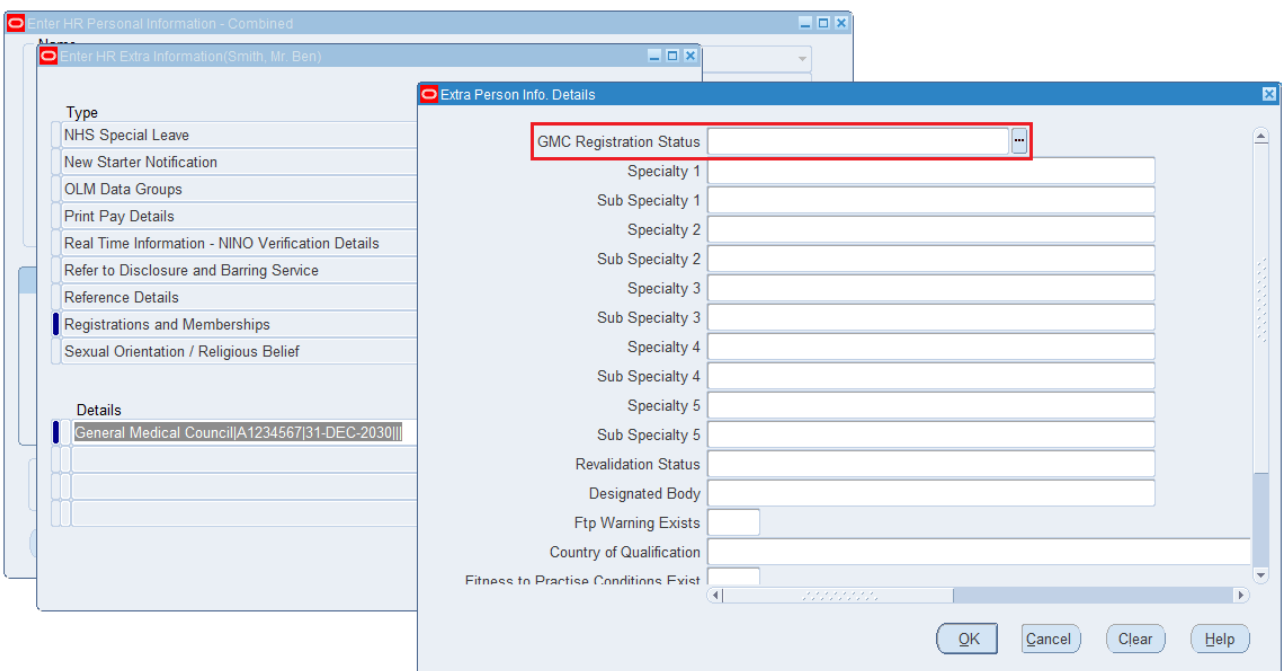 Enter HR Personal Information - Combined
Enter HR Extra Information(Smith, Mr. Ben)
Type
NHS Special Leave
New Starter Notification
OLM Data Groups
Print Pay Details
Real Time Information - NINO Verification Details
Refer to Disclosure and Barring Service
Reference Details
Registrations and Memberships
Sexual Orientation / Religious Belief
Details
General Medical Council|A1234567|31-DEC-2030|||
Extra Person Info. Details
GMC Registration Status
Specialty 1
Sub Specialty 1
Specialty 2
Sub Specialty 2
Specialty 3
Sub Specialty 3
Specialty 4
Sub Specialty 4
Specialty 5
Sub Specialty 5
Revalidation Status
Designated Body
Ftp Warning Exists
Country of Qualification
Fitness to Practise Conditions Exist
OK Cancel Clear Help